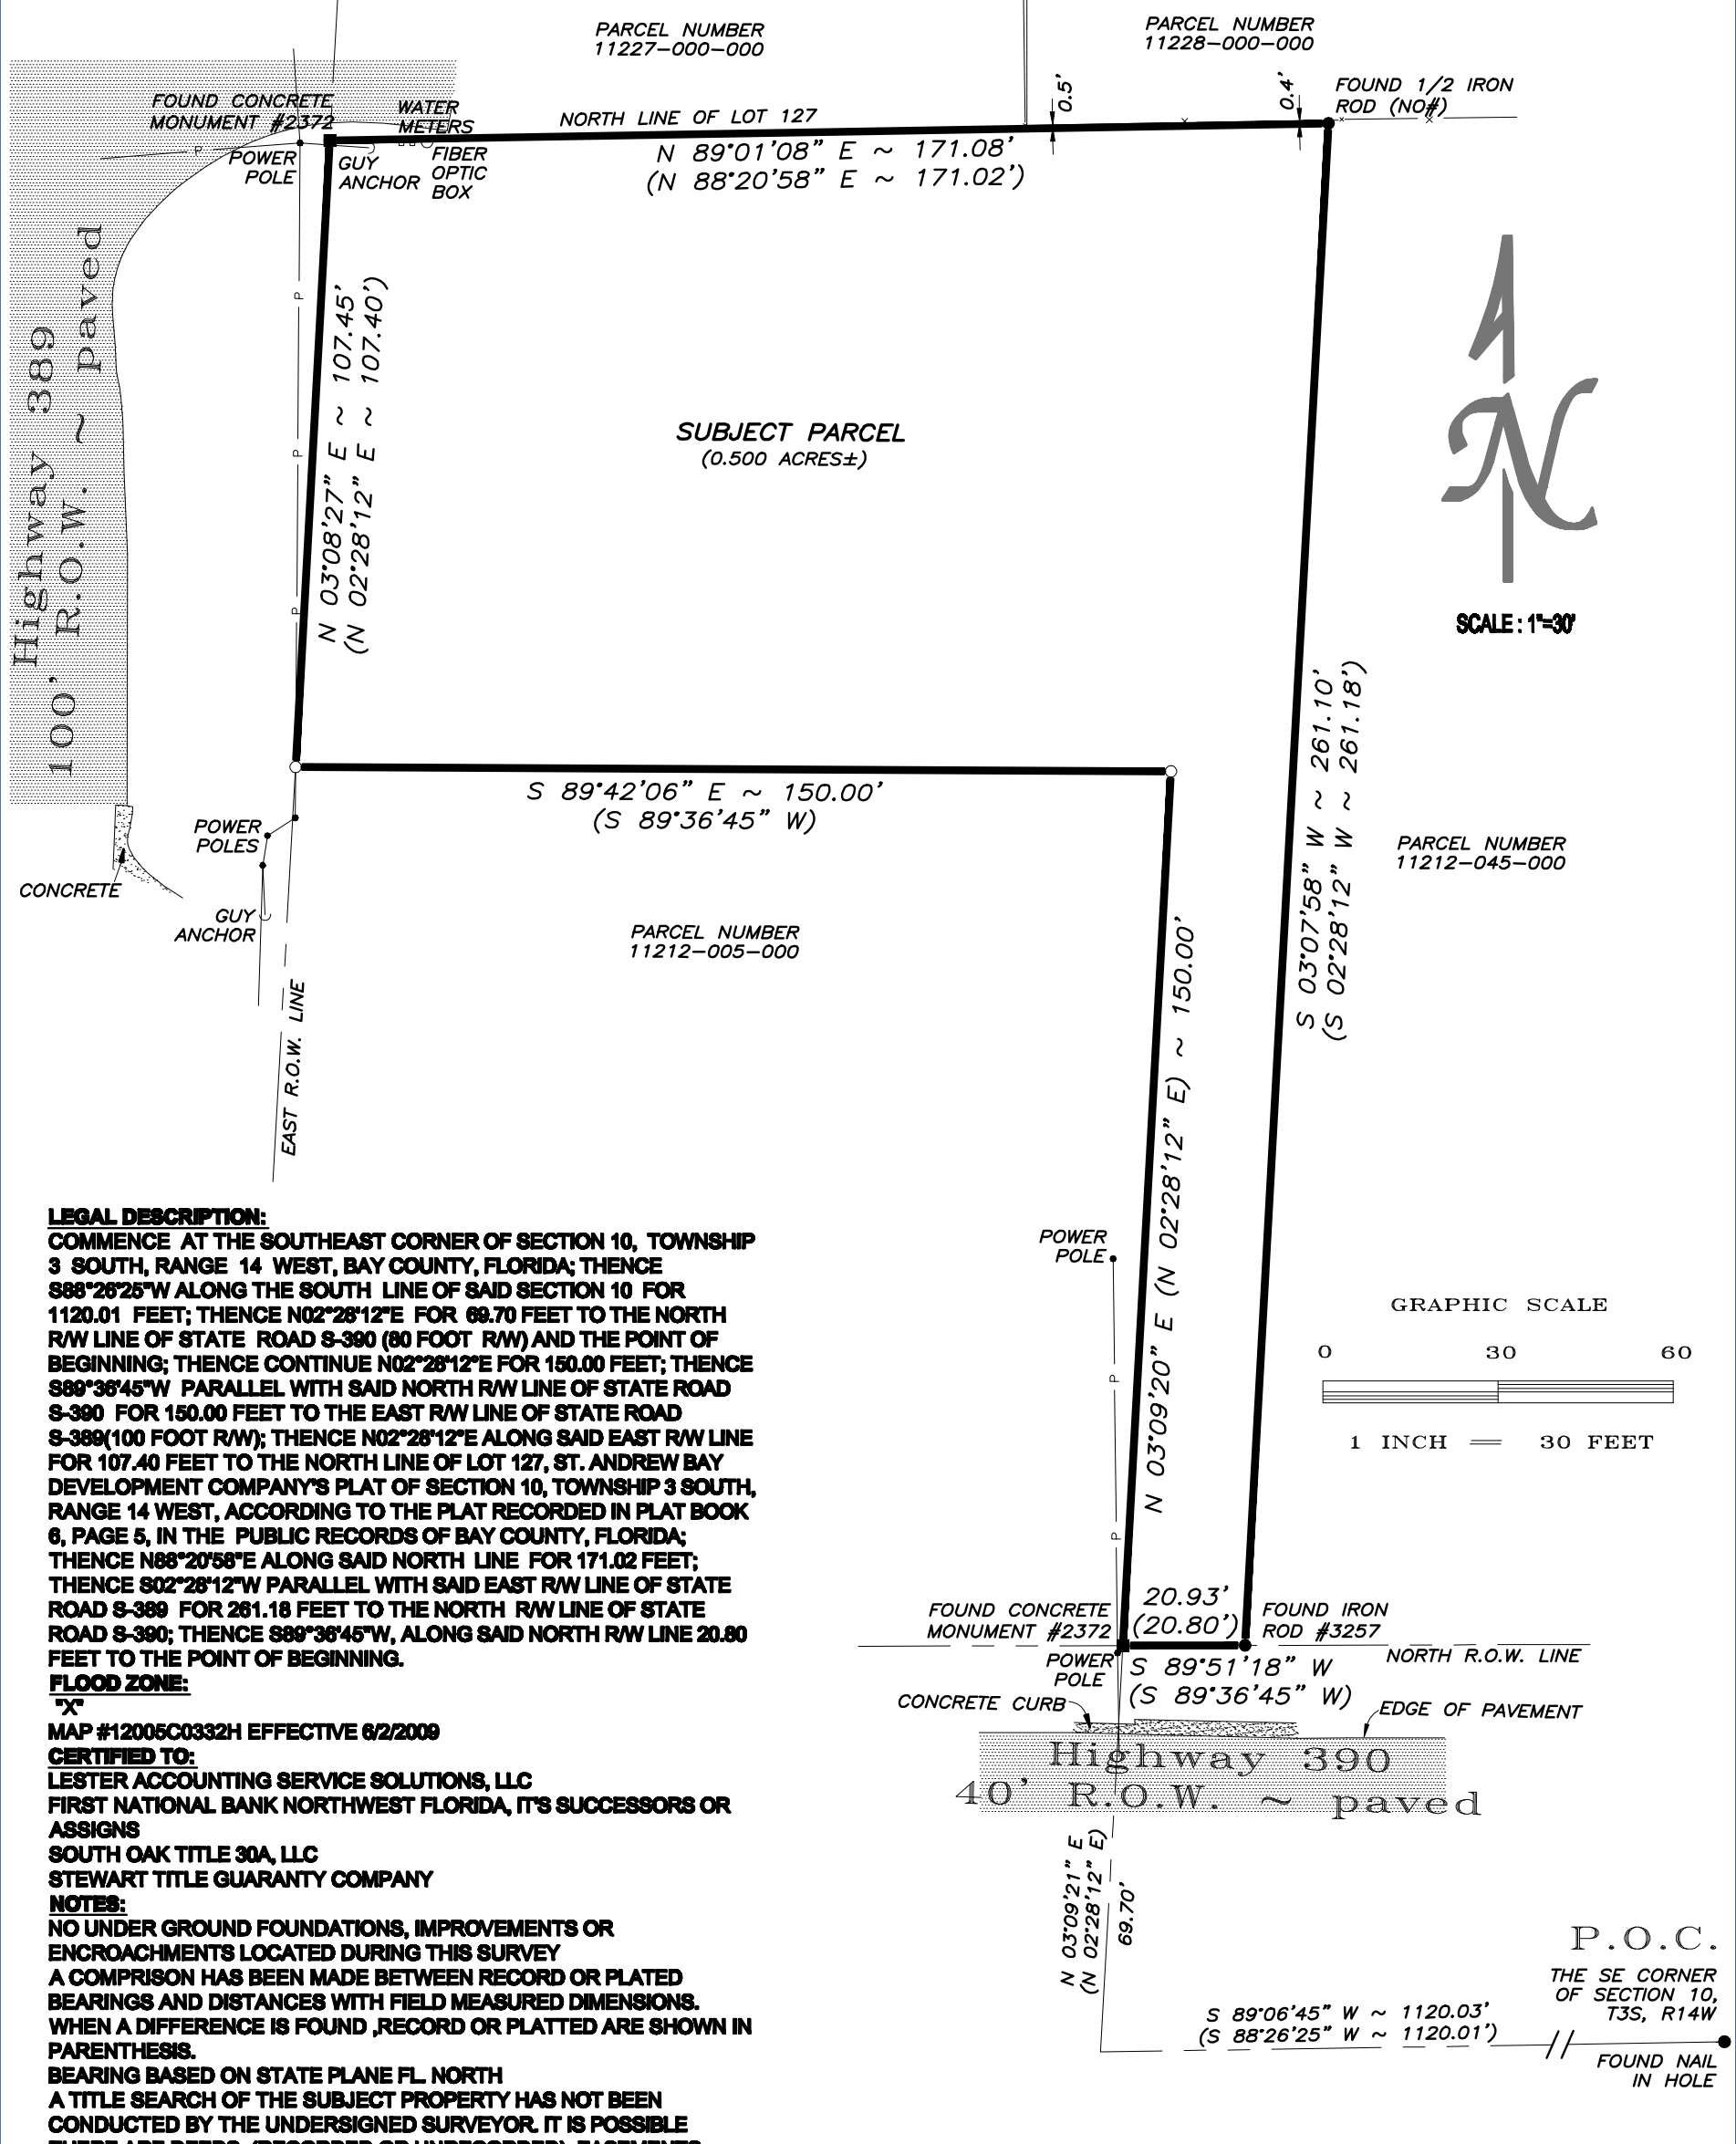 PARCEL NUMBER
11227-000-000
PARCEL NUMBER
11228-000-000
FOUND CONCRETE
MONUMENT #2372
WATER
METERS
NORTH LINE OF LOT 127
0.5'
0.4'
FOUND 1/2 IRON
ROD (NO#)
P
POWER
POLE
GUY
ANCHOR
FIBER
OPTIC
BOX
N 89°01'08" E ~ 171.08'
(N 88°20'58" E ~ 171.02')
Highway 389
100' R.O.W. ~ paved
P
P
P
N 03°08'27" E ~ 107.45'
(N 02°28'12" E ~ 107.40')
SUBJECT PARCEL
(0.500 ACRES±)
N
SCALE : 1"=30'
S 89°42'06" E ~ 150.00'
(S 89°36'45" W)
S 03°07'58" W ~ 261.10'
(S 02°28'12" W ~ 261.18')
POWER
POLES
CONCRETE
GUY
ANCHOR
PARCEL NUMBER
11212-045-000
PARCEL NUMBER
11212-005-000
EAST R.O.W. LINE
N 03°09'20" E (N 02°28'12" E) ~ 150.00'
POWER
POLE
P
P
GRAPHIC SCALE
0 30 60
1 INCH = 30 FEET
20.93'
(20.80')
FOUND CONCRETE
MONUMENT #2372
FOUND IRON
ROD #3257
POWER
POLE
S 89°51'18" W
(S 89°36'45" W)
NORTH R.O.W. LINE
CONCRETE CURB
EDGE OF PAVEMENT
Highway 390
40' R.O.W. ~ paved
N 03°09'21" E
(N 02°28'12" E)
69.70'
P.O.C.
THE SE CORNER
OF SECTION 10,
T3S, R14W
S 89°06'45" W ~ 1120.03'
(S 88°26'25" W ~ 1120.01')
FOUND NAIL
IN HOLE
LEGAL DESCRIPTION:
COMMENCE AT THE SOUTHEAST CORNER OF SECTION 10, TOWNSHIP
3 SOUTH, RANGE 14 WEST, BAY COUNTY, FLORIDA; THENCE
S88°26'25"W ALONG THE SOUTH LINE OF SAID SECTION 10 FOR
1120.01 FEET; THENCE N02°28'12"E FOR 69.70 FEET TO THE NORTH
R/W LINE OF STATE ROAD S-390 (80 FOOT R/W) AND THE POINT OF
BEGINNING; THENCE CONTINUE N02°28'12"E FOR 150.00 FEET; THENCE
S89°36'45"W PARALLEL WITH SAID NORTH R/W LINE OF STATE ROAD
S-390 FOR 150.00 FEET TO THE EAST R/W LINE OF STATE ROAD
S-389(100 FOOT R/W); THENCE N02°28'12"E ALONG SAID EAST R/W LINE
FOR 107.40 FEET TO THE NORTH LINE OF LOT 127, ST. ANDREW BAY
DEVELOPMENT COMPANY'S PLAT OF SECTION 10, TOWNSHIP 3 SOUTH,
RANGE 14 WEST, ACCORDING TO THE PLAT RECORDED IN PLAT BOOK
6, PAGE 5, IN THE PUBLIC RECORDS OF BAY COUNTY, FLORIDA;
THENCE N88°20'58"E ALONG SAID NORTH LINE FOR 171.02 FEET;
THENCE S02°28'12"W PARALLEL WITH SAID EAST R/W LINE OF STATE
ROAD S-389 FOR 261.18 FEET TO THE NORTH R/W LINE OF STATE
ROAD S-390; THENCE S89°36'45"W, ALONG SAID NORTH R/W LINE 20.80
FEET TO THE POINT OF BEGINNING.
FLOOD ZONE:
"X"
MAP #12005C0332H EFFECTIVE 6/2/2009
CERTIFIED TO:
LESTER ACCOUNTING SERVICE SOLUTIONS, LLC
FIRST NATIONAL BANK NORTHWEST FLORIDA, IT'S SUCCESSORS OR
ASSIGNS
SOUTH OAK TITLE 30A, LLC
STEWART TITLE GUARANTY COMPANY
NOTES:
NO UNDER GROUND FOUNDATIONS, IMPROVEMENTS OR
ENCROACHMENTS LOCATED DURING THIS SURVEY
A COMPRISON HAS BEEN MADE BETWEEN RECORD OR PLATED
BEARINGS AND DISTANCES WITH FIELD MEASURED DIMENSIONS.
WHEN A DIFFERENCE IS FOUND ,RECORD OR PLATTED ARE SHOWN IN
PARENTHESIS.
BEARING BASED ON STATE PLANE FL. NORTH
A TITLE SEARCH OF THE SUBJECT PROPERTY HAS NOT BEEN
CONDUCTED BY THE UNDERSIGNED SURVEYOR. IT IS POSSIBLE